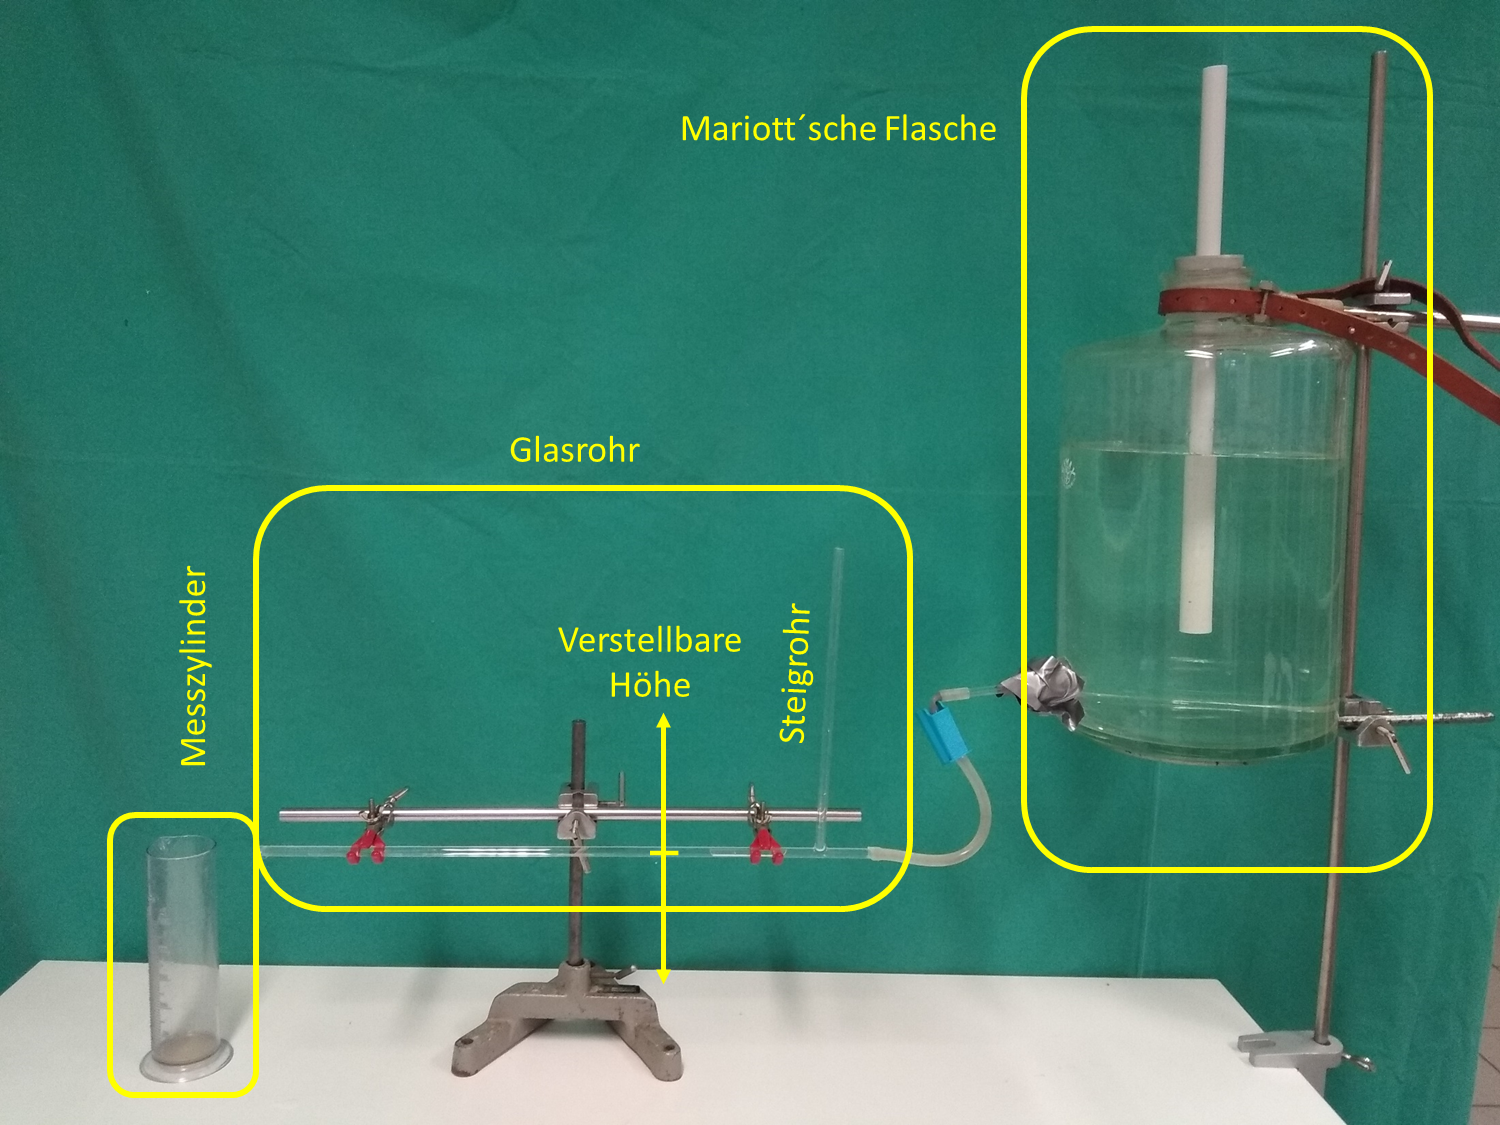 Mariott´sche Flasche
Glasrohr
Messzylinder
Verstellbare
Höhe
Steigrohr